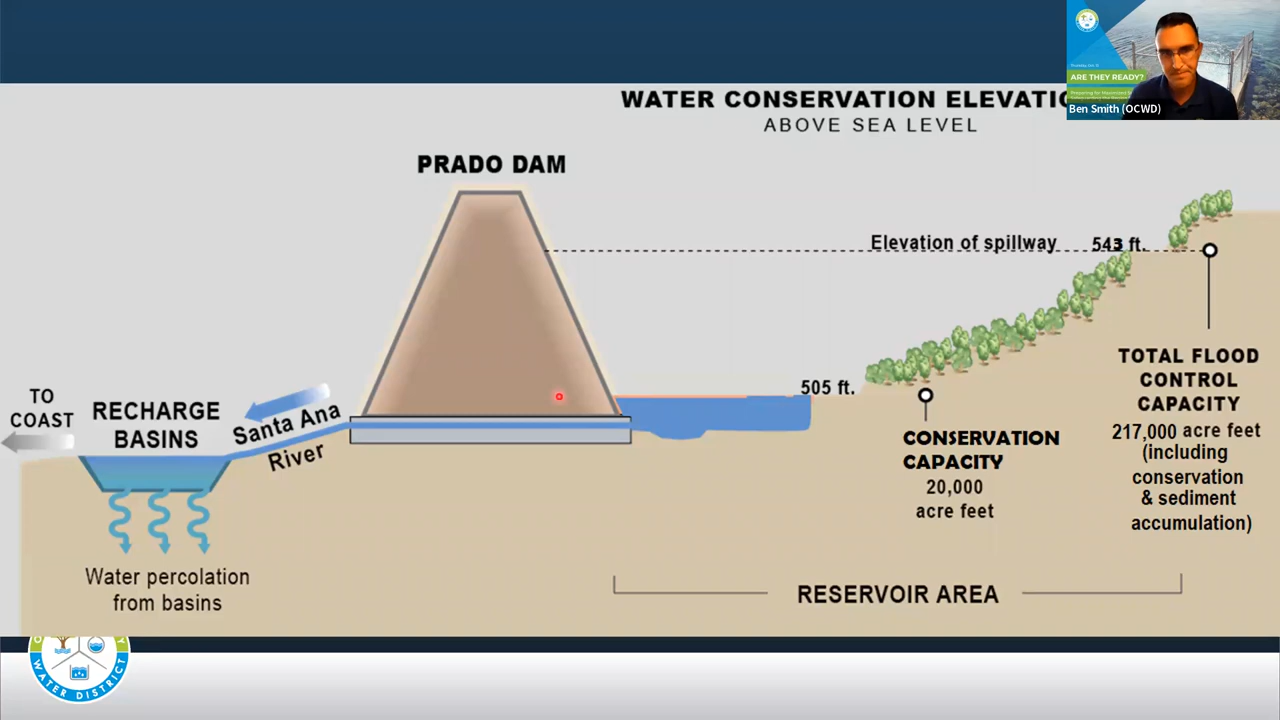 WATER CONSERVATION ELEVATIO
ABOVE SEA LEVEL
ARE THEY READY?
Ben Smith (OCWD)
PRADO DAM
Elevation of spillway 543 ft.
505 ft.
TOTAL FLOOD
CONTROL
CAPACITY
217,000 acre feet
(including
conservation
& sediment
accumulation)
CONSERVATION
CAPACITY
20,000
acre feet
TO
COAST
RECHARGE
BASINS
Santa Ana
River
Water percolation
from basins
RESERVOIR AREA
WATER DISTRICT